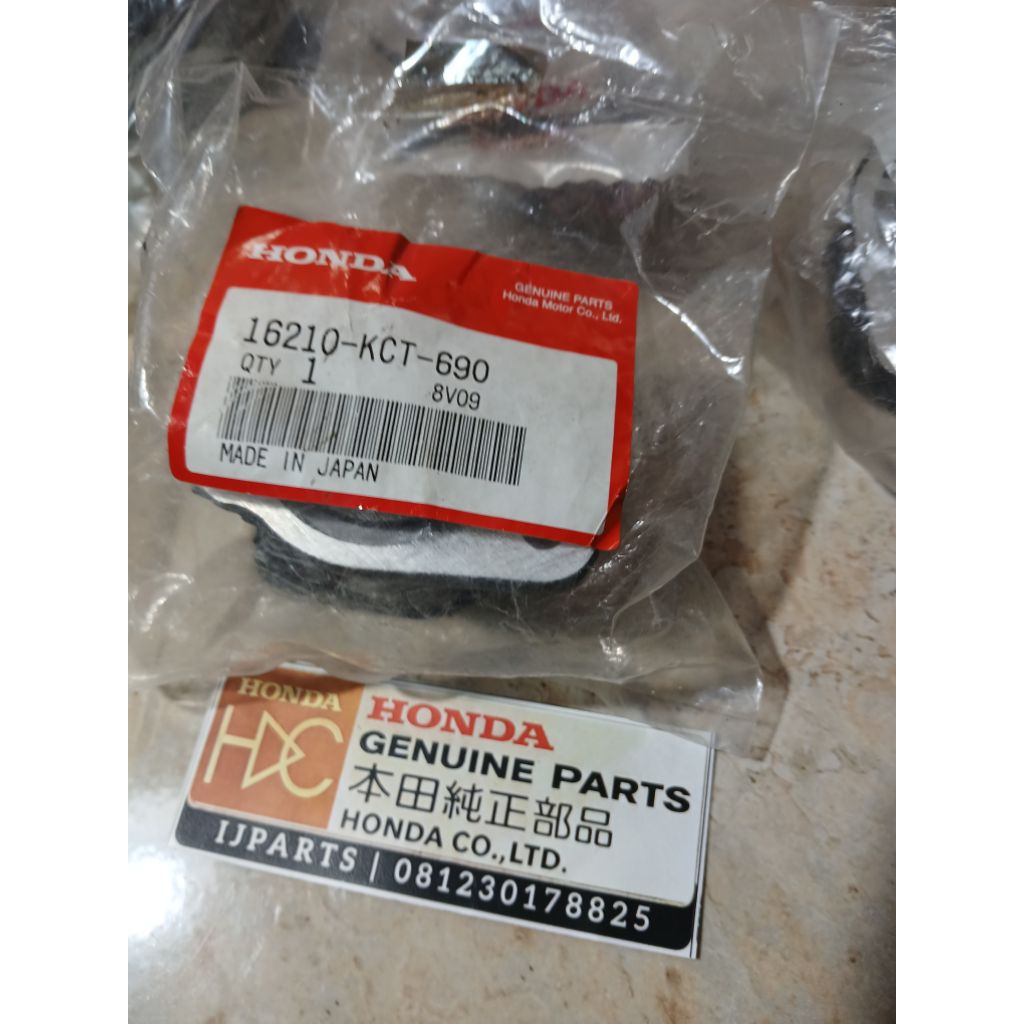 HONDA
GENUINE PARTS
Honda Motor Co., Ltd.
16210-KCT-690
QTY 1
8V09
MADE IN JAPAN
HONDA
HDC
HONDA
GENUINE PARTS
本田純正部品
HONDA CO.,LTD.
IJPARTS | 081230178825